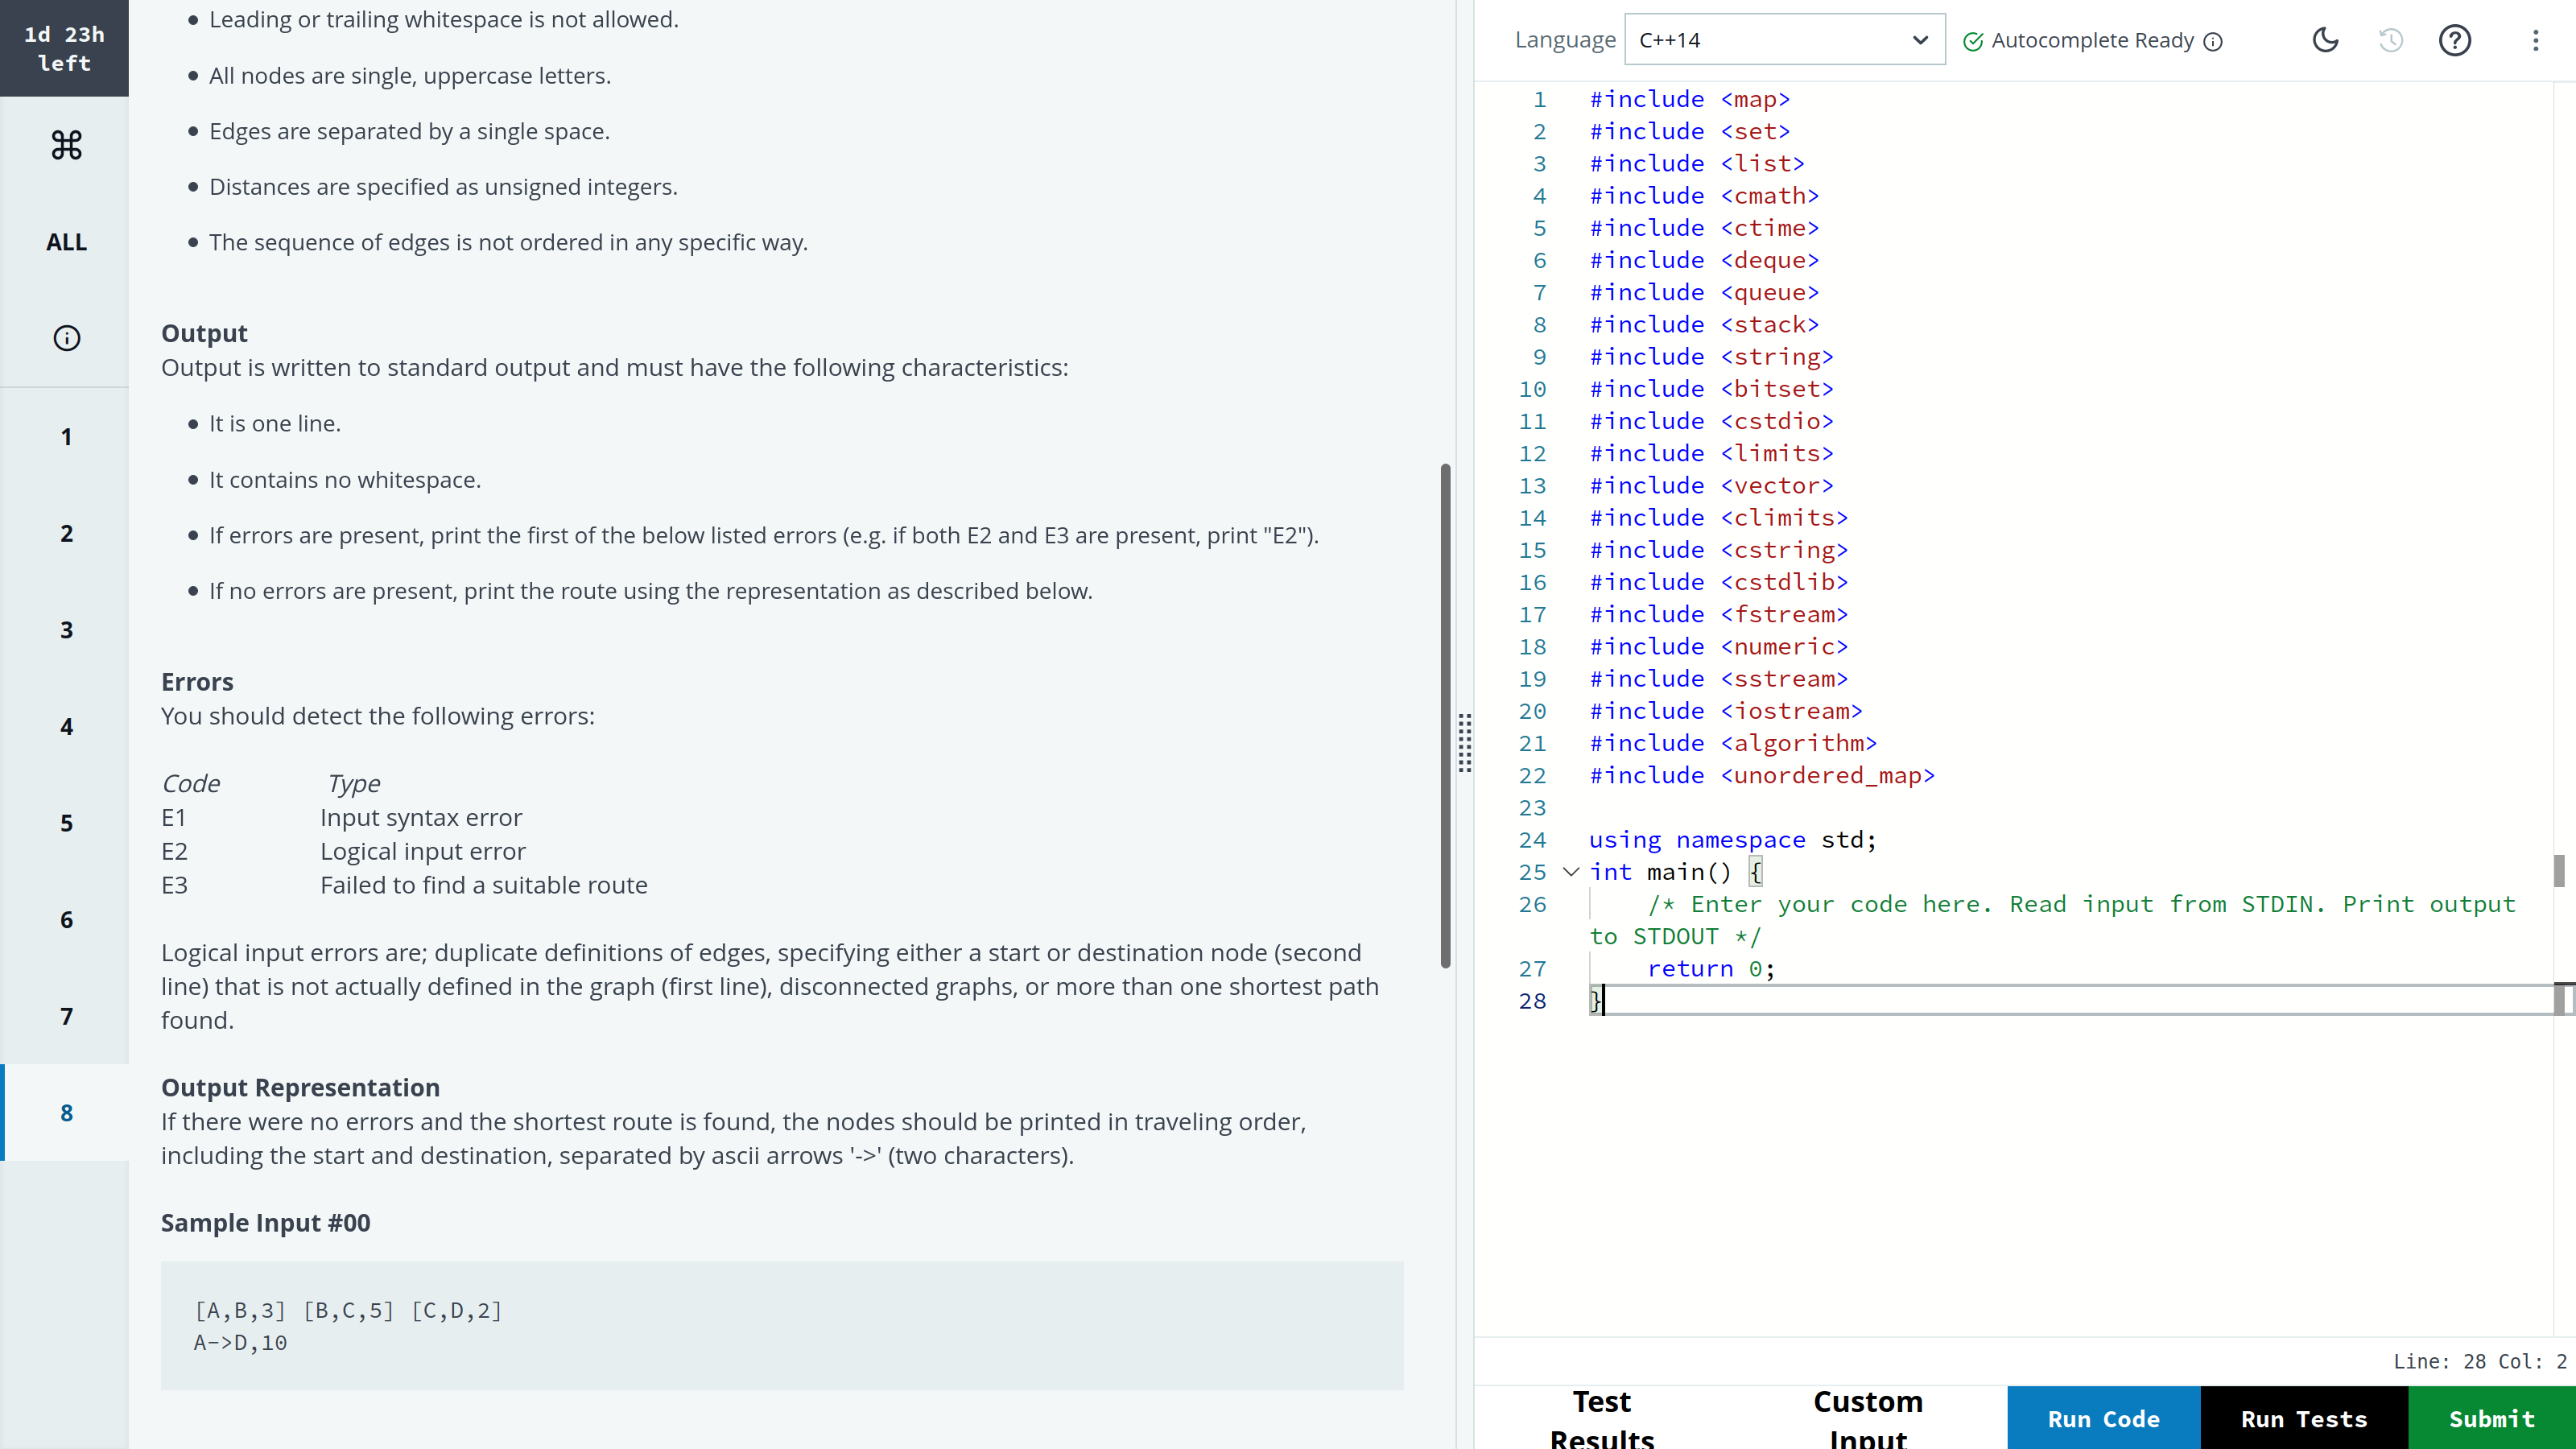 1d 23h
left
ALL
1
2
3
4
5
6
7
8
Leading or trailing whitespace is not allowed.
All nodes are single, uppercase letters.
Edges are separated by a single space.
Distances are specified as unsigned integers.
The sequence of edges is not ordered in any specific way.
Output
Output is written to standard output and must have the following characteristics:
It is one line.
It contains no whitespace.
If errors are present, print the first of the below listed errors (e.g. if both E2 and E3 are present, print "E2").
If no errors are present, print the route using the representation as described below.
Errors
You should detect the following errors:
Code Type
E1 Input syntax error
E2 Logical input error
E3 Failed to find a suitable route
Logical input errors are; duplicate definitions of edges, specifying either a start or destination node (second
line) that is not actually defined in the graph (first line), disconnected graphs, or more than one shortest path
found.
Output Representation
If there were no errors and the shortest route is found, the nodes should be printed in traveling order,
including the start and destination, separated by ascii arrows '->' (two characters).
Sample Input #00
[A,B,3] [B,C,5] [C,D,2]
A->D,10
Language C++14 Autocomplete Ready
1 #include <map>
2 #include <set>
3 #include <list>
4 #include <cmath>
5 #include <ctime>
6 #include <deque>
7 #include <queue>
8 #include <stack>
9 #include <string>
10 #include <bitset>
11 #include <cstdio>
12 #include <limits>
13 #include <vector>
14 #include <climits>
15 #include <cstring>
16 #include <cstdlib>
17 #include <fstream>
18 #include <numeric>
19 #include <sstream>
20 #include <iostream>
21 #include <algorithm>
22 #include <unordered_map>
23
24 using namespace std;
25 int main() {
26 /* Enter your code here. Read input from STDIN. Print output
to STDOUT */
27 return 0;
28 }
Line: 28 Col: 2
Test
Results
Custom
Input
Run Code
Run Tests
Submit